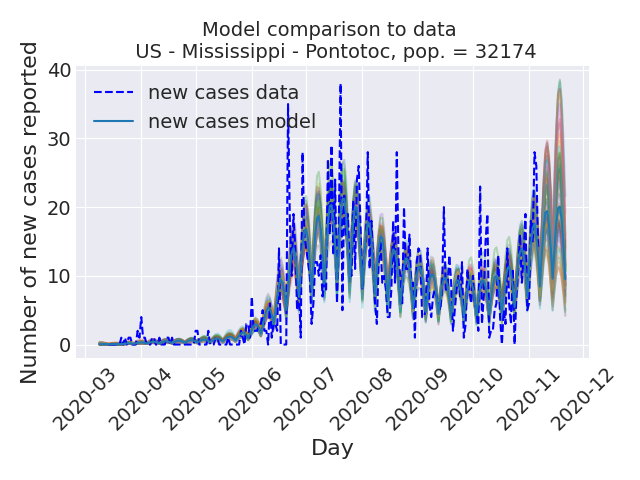 Model comparison to data
US - Mississippi - Pontotoc, pop. = 32174
Number of new cases reported
40
30
20
10
0
new cases data
new cases model
2020-03
2020-04
2020-05
2020-06
2020-07
2020-08
2020-09
2020-10
2020-11
2020-12
Day